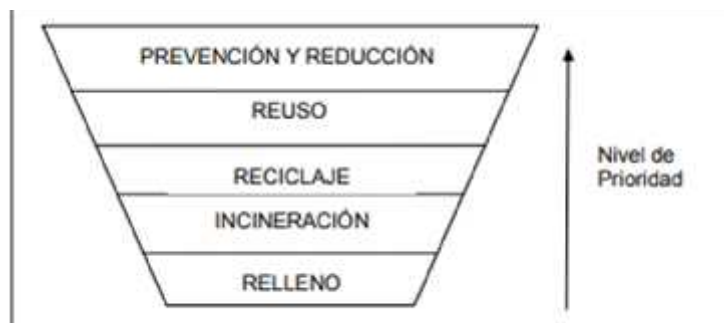 PREVENCIÓN Y REDUCCIÓN
REUSO
RECICLAJE
INCINERACIÓN
RELLENO
Nivel de
Prioridad